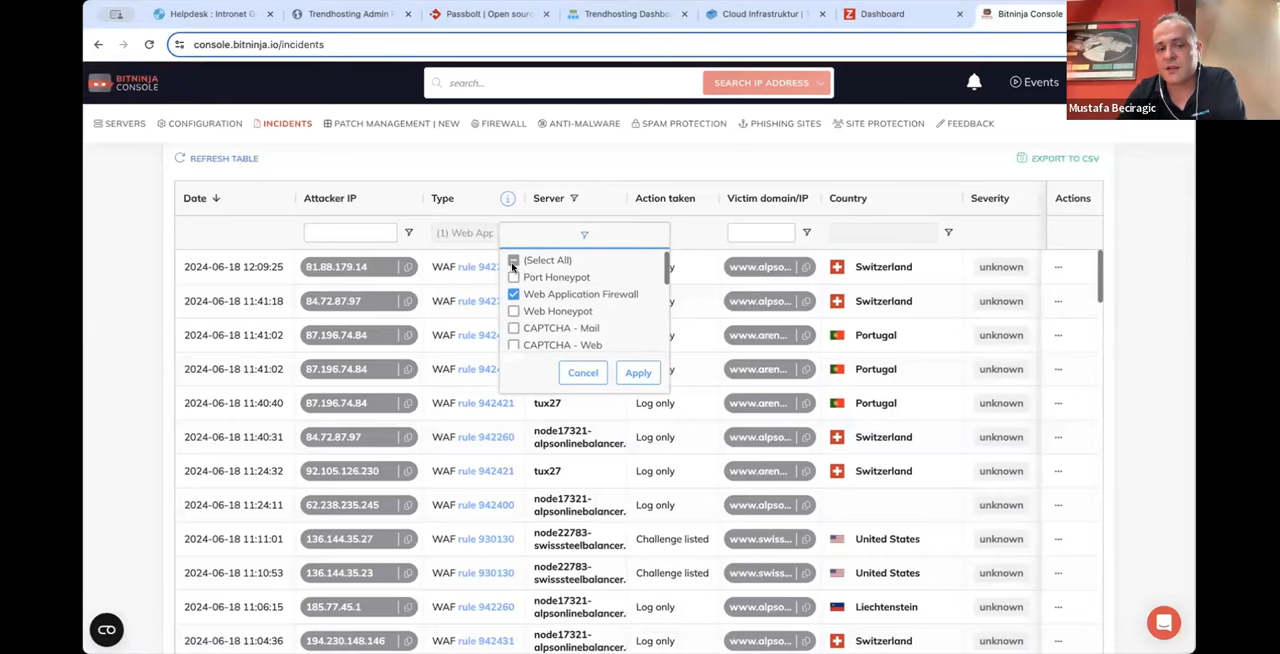 Helpdesk : Intranet G
Trendhosting Admin F
Passbolt | Open sourc
Trendhosting Dashbo
Cloud Infrastruktur | T
Dashboard
Bitninja Console
console.bitninja.io/incidents
Mustafa Beciragic
BITNINJA
CONSOLE
search...
SEARCH IP ADDRESS
Events
SERVERS
CONFIGURATION
INCIDENTS
PATCH MANAGEMENT | NEW
FIREWALL
ANTI-MALWARE
SPAM PROTECTION
PHISHING SITES
SITE PROTECTION
FEEDBACK
REFRESH TABLE
EXPORT TO CSV
Date Attacker IP Type Server Action taken Victim domain/IP Country Severity Actions
(1) Web App
(Select All)
Port Honeypot
Web Application Firewall
Web Honeypot
CAPTCHA - Mail
CAPTCHA - Web
Cancel
Apply
2024-06-18 12:09:25 81.88.179.14 WAF rule 942 y www.alpso... Switzerland unknown ...
2024-06-18 11:41:18 84.72.87.97 WAF rule 942 www.alpso... Switzerland unknown ...
2024-06-18 11:41:02 87.196.74.84 WAF rule 942 www.aren... Portugal unknown ...
2024-06-18 11:41:02 87.196.74.84 WAF rule 942 www.aren... Portugal unknown ...
2024-06-18 11:40:40 87.196.74.84 WAF rule 942421 tux27 Log only www.aren... Portugal unknown ...
2024-06-18 11:40:31 84.72.87.97 WAF rule 942260 node17321-
alpsonlinebalancer. Log only www.alpso... Switzerland unknown ...
2024-06-18 11:24:32 92.105.126.230 WAF rule 942421 tux27 Log only www.aren... Switzerland unknown ...
2024-06-18 11:24:11 62.238.235.245 WAF rule 942400 node17321-
alpsonlinebalancer. Log only www.alpso... unknown ...
2024-06-18 11:11:01 136.144.35.27 WAF rule 930130 node22783-
swisssteelbalancer. Challenge listed www.swiss... United States unknown ...
2024-06-18 11:10:53 136.144.35.23 WAF rule 930130 node22783-
swisssteelbalancer. Challenge listed www.swiss... United States unknown ...
2024-06-18 11:06:15 185.77.45.1 WAF rule 942260 node17321-
alpsonlinebalancer. Log only www.alpso... Liechtenstein unknown ...
2024-06-18 11:04:36 194.230.148.146 WAF rule 942431 node17321-
alpsonlinebalancer. Log only www.alpso... Switzerland unknown ...